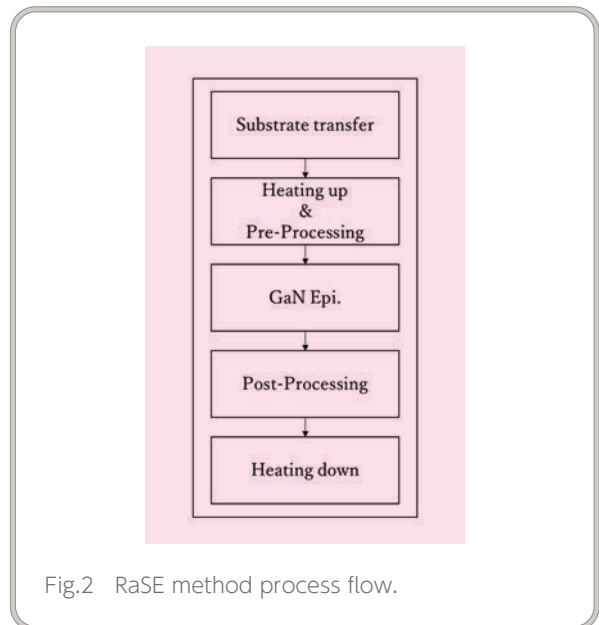 Substrate transfer
Heating up
&
Pre-Processing
GaN Epi.
Post-Processing
Heating down
Fig.2 RaSE method process flow.